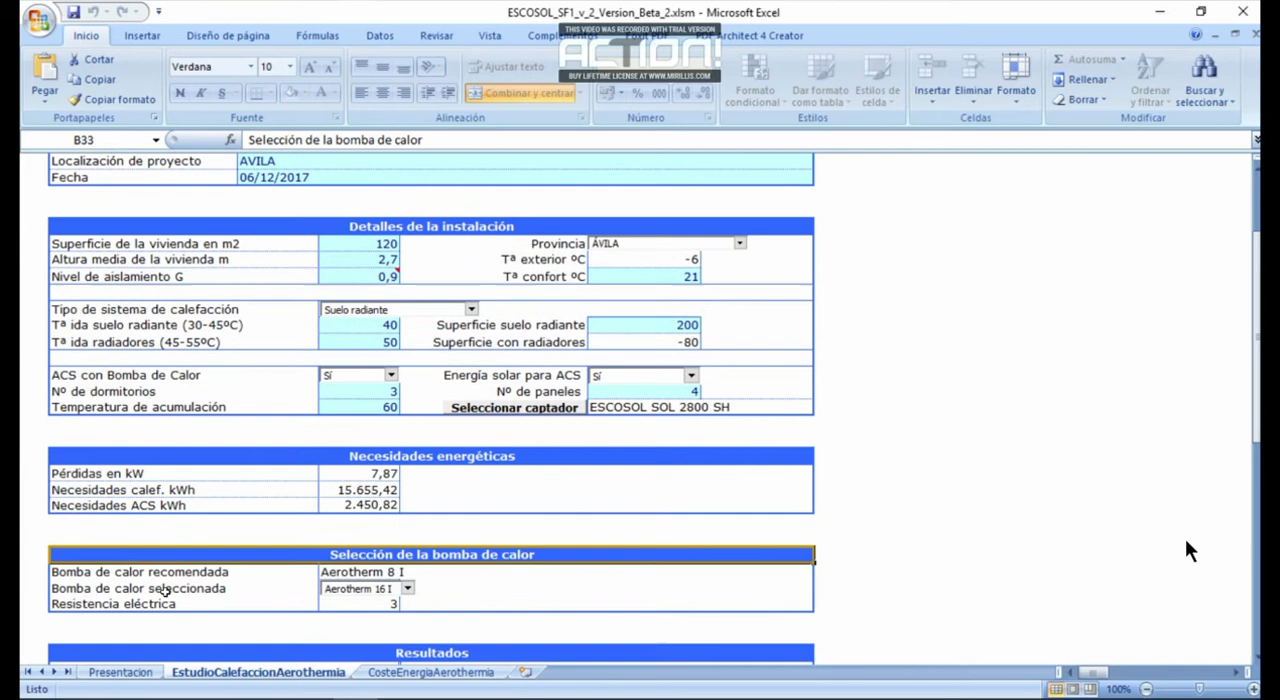 ESCOSOL_SF1_v_2_Version_Beta_2.xlsm - Microsoft Excel
Inicio Insertar Diseño de página Fórmulas Datos Revisar Vista PDF Architect 4 Creator
THIS VIDEO WAS RECORDED WITH TRIAL VERSION
ACTION!
BUY LIFETIME LICENSE AT WWW.MIRILLIS.COM
Pegar
Cortar
Copiar
Copiar formato
Portapapeles
Verdana 10
N K S
Fuente
Ajustar texto
Combinar y centrar
Alineación
% 000
Número
Formato condicional
Dar formato como tabla
Estilos de celda
Estilos
Insertar Eliminar Formato
Celdas
Σ Autosuma
Rellenar
Borrar
Ordenar y filtrar
Buscar y seleccionar
Modificar
B33 fx Selección de la bomba de calor
Localización de proyecto AVILA
Fecha 06/12/2017
Detalles de la instalación
Superficie de la vivienda en m2 120 Provincia ÁVILA
Altura media de la vivienda m 2,7 Tª exterior ºC -6
Nivel de aislamiento G 0,9 Tª confort ºC 21
Tipo de sistema de calefacción Suelo radiante
Tª ida suelo radiante (30-45ºC) 40 Superficie suelo radiante 200
Tª ida radiadores (45-55ºC) 50 Superficie con radiadores -80
ACS con Bomba de Calor Sí Energía solar para ACS Sí
Nº de dormitorios 3 Nº de paneles 4
Temperatura de acumulación 60 Seleccionar captador ESCOSOL SOL 2800 SH
Necesidades energéticas
Pérdidas en kW 7,87
Necesidades calef. kWh 15.655,42
Necesidades ACS kWh 2.450,82
Selección de la bomba de calor
Bomba de calor recomendada Aerotherm 8 I
Bomba de calor seleccionada Aerotherm 16 I
Resistencia eléctrica 3
Resultados
Presentacion EstudioCalefaccionAerothermia CosteEnergiaAerothermia
Listo 100%